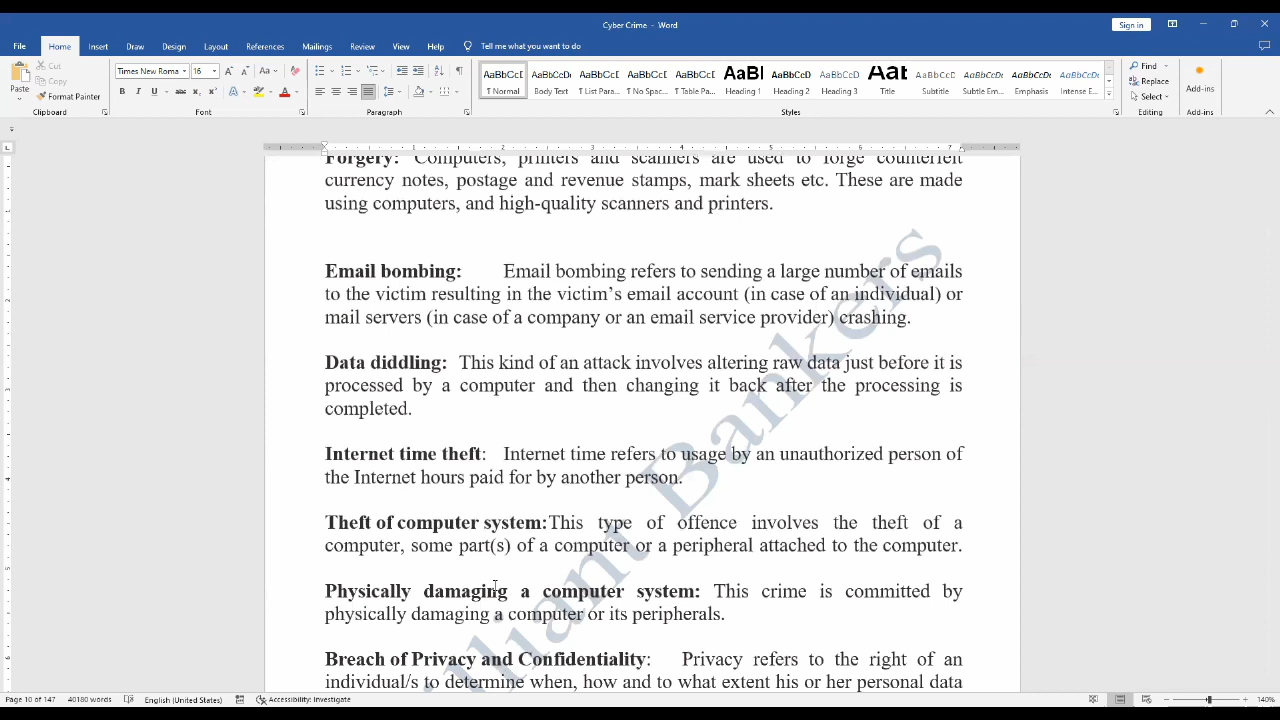 Cyber Crime - Word
Sign in
File Home Insert Draw Design Layout References Mailings Review View Help Tell me what you want to do
Paste Cut Copy Format Painter
Times New Roma 16
AaBbCcD AaBbCcDc AaBbCcI AaBbCcI AaBbCcI AaBl AaBbCcDd AaBbCcI Aat AaBbCcD AaBbCcDc AaBbCcDc AaBbCcDc
¶ Normal Body Text ¶ List Para... ¶ No Spac... ¶ Table Pa... Heading 1 Heading 2 Heading 3 Title Subtitle Subtle Em... Emphasis Intense E...
Find Replace Select
Add-ins
Clipboard Font Paragraph Styles Editing Add-ins
Forgery: Computers, printers and scanners are used to forge counterfeit
currency notes, postage and revenue stamps, mark sheets etc. These are made
using computers, and high-quality scanners and printers.
Email bombing: Email bombing refers to sending a large number of emails
to the victim resulting in the victim’s email account (in case of an individual) or
mail servers (in case of a company or an email service provider) crashing.
Data diddling: This kind of an attack involves altering raw data just before it is
processed by a computer and then changing it back after the processing is
completed.
Internet time theft: Internet time refers to usage by an unauthorized person of
the Internet hours paid for by another person.
Theft of computer system:This type of offence involves the theft of a
computer, some part(s) of a computer or a peripheral attached to the computer.
Physically damaging a computer system: This crime is committed by
physically damaging a computer or its peripherals.
Breach of Privacy and Confidentiality: Privacy refers to the right of an
individual/s to determine when, how and to what extent his or her personal data
lliant Bankers
Page 10 of 147 40180 words English (United States) Accessibility: Investigate 140%